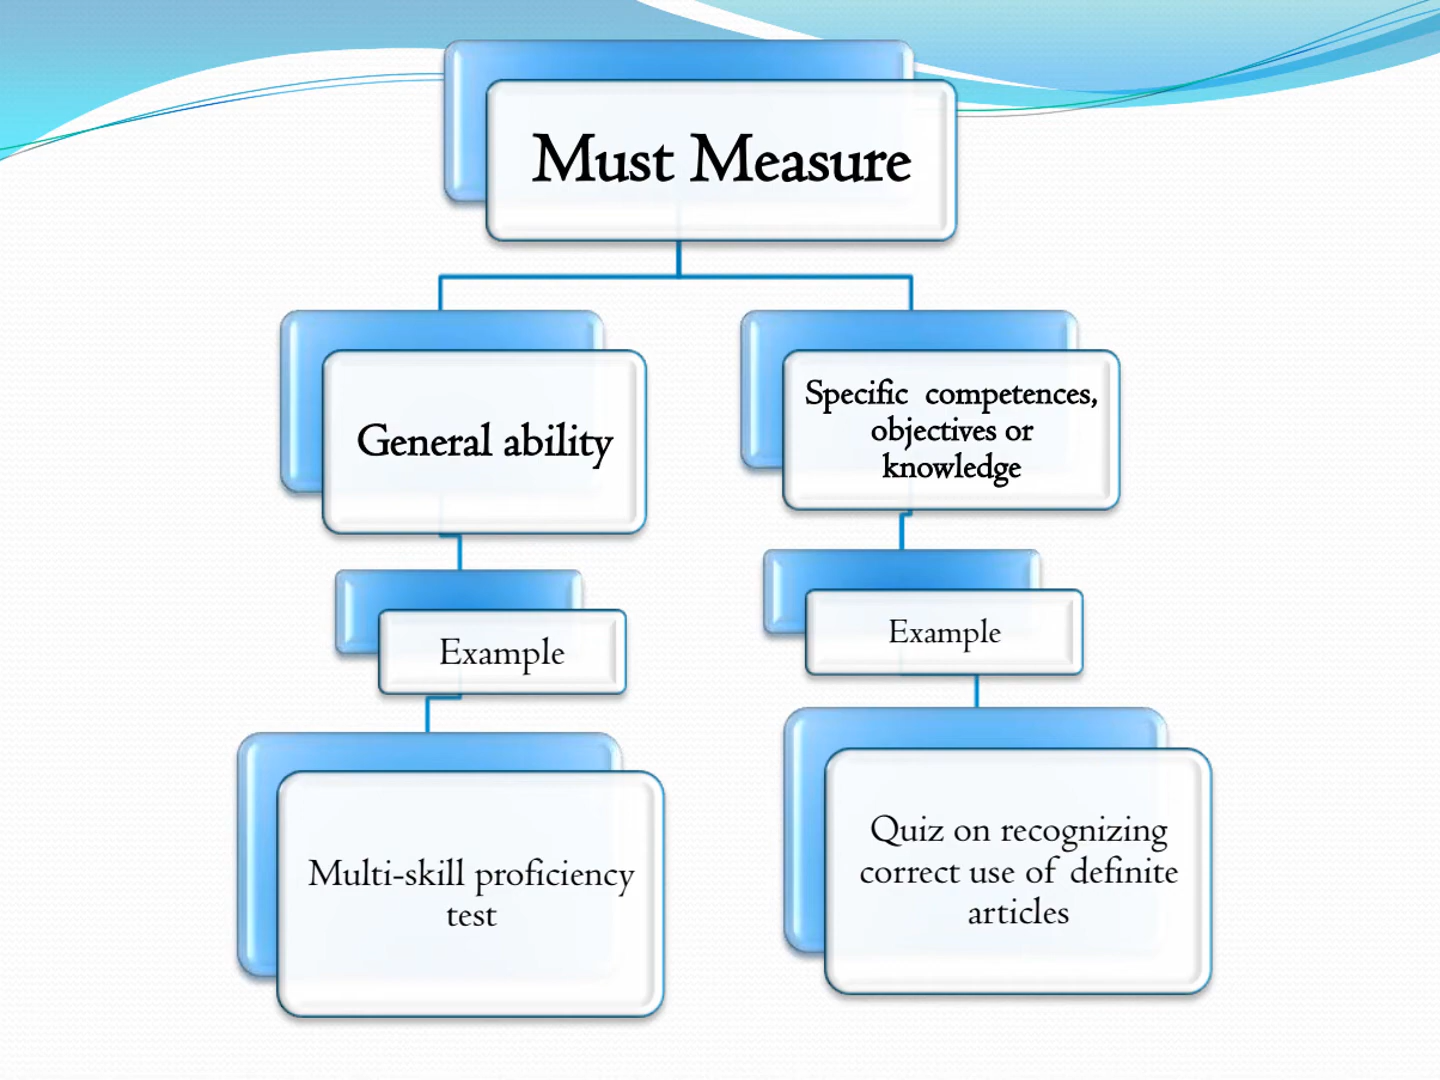 Must Measure
General ability
Specific competences,
objectives or
knowledge
Example
Example
Multi-skill proficiency
test
Quiz on recognizing
correct use of definite
articles